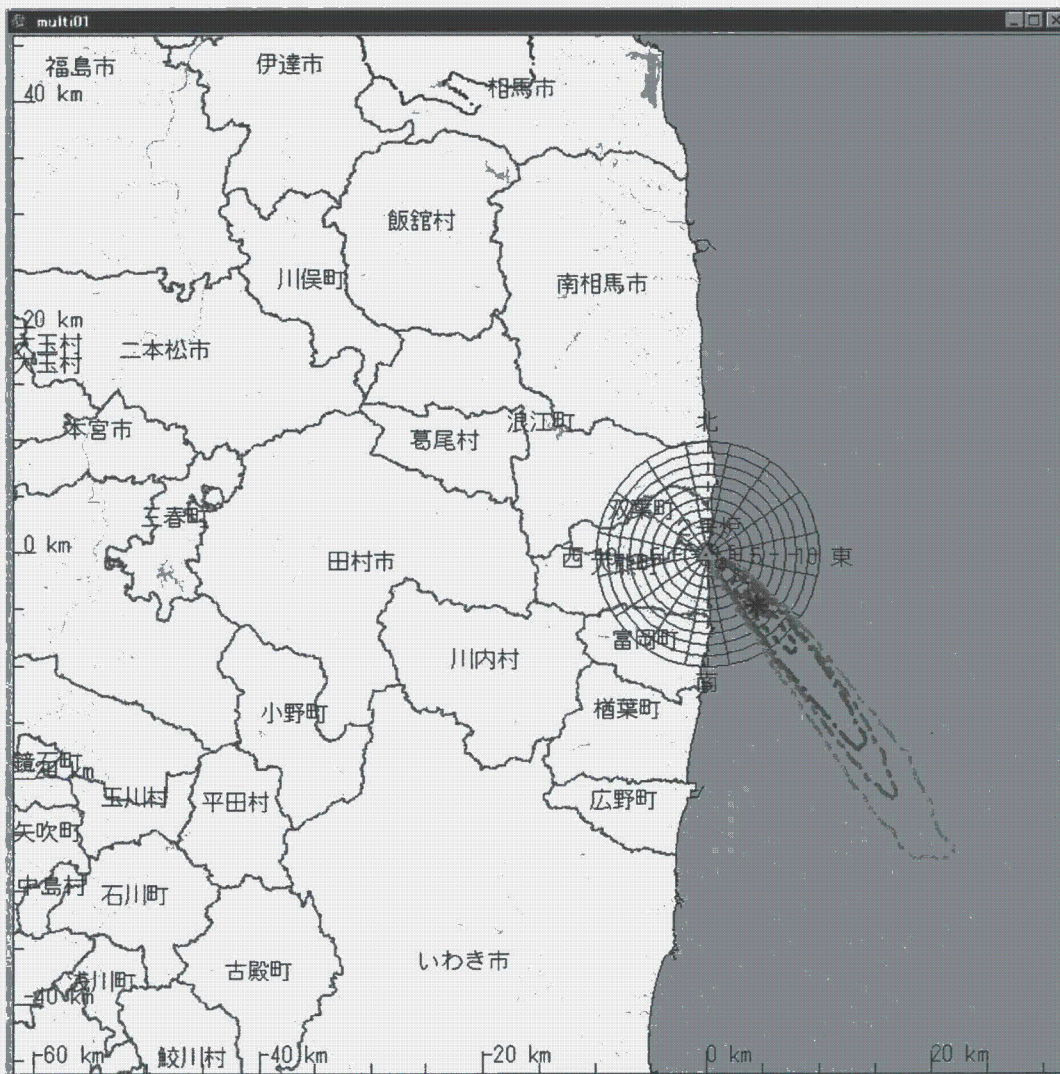 multi01
福島市
伊達市
相馬市
40 km
飯舘村
川俣町
南相馬市
20 km
大玉村
大玉村
二本松市
浪江町
北
本宮市
葛尾村
双葉町
三春町
0 km
田村市
西
東
富岡町
川内村
南
小野町
楢葉町
鏡石町
玉川村
平田村
広野町
矢吹町
中島村
石川町
いわき市
浅川町
古殿町
-40 km
-60 km
鮫川村
-40 km
-20 km
0 km
20 km